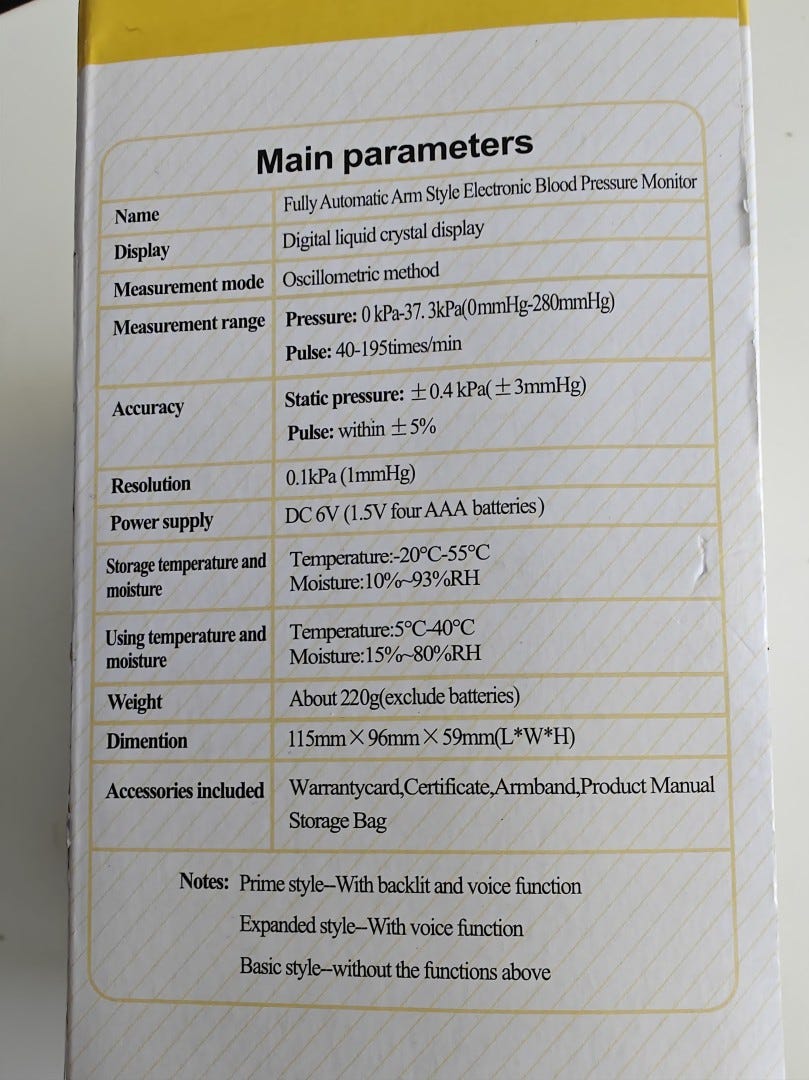 Main parameters
Name Fully Automatic Arm Style Electronic Blood Pressure Monitor
Display Digital liquid crystal display
Measurement mode Oscillometric method
Measurement range Pressure: 0 kPa-37.3kPa(0mmHg-280mmHg)
Pulse: 40-195times/min
Accuracy Static pressure: ±0.4 kPa(±3mmHg)
Pulse: within ±5%
Resolution 0.1kPa (1mmHg)
Power supply DC 6V (1.5V four AAA batteries)
Storage temperature and Temperature:-20°C-55°C
moisture Moisture:10%~93%RH
Using temperature and Temperature:5°C-40°C
moisture Moisture:15%~80%RH
Weight About 220g(exclude batteries)
Dimention 115mm×96mm×59mm(L*W*H)
Accessories included Warrantycard,Certificate,Armband,Product Manual
Storage Bag
Notes: Prime style--With backlit and voice function
Expanded style--With voice function
Basic style--without the functions above